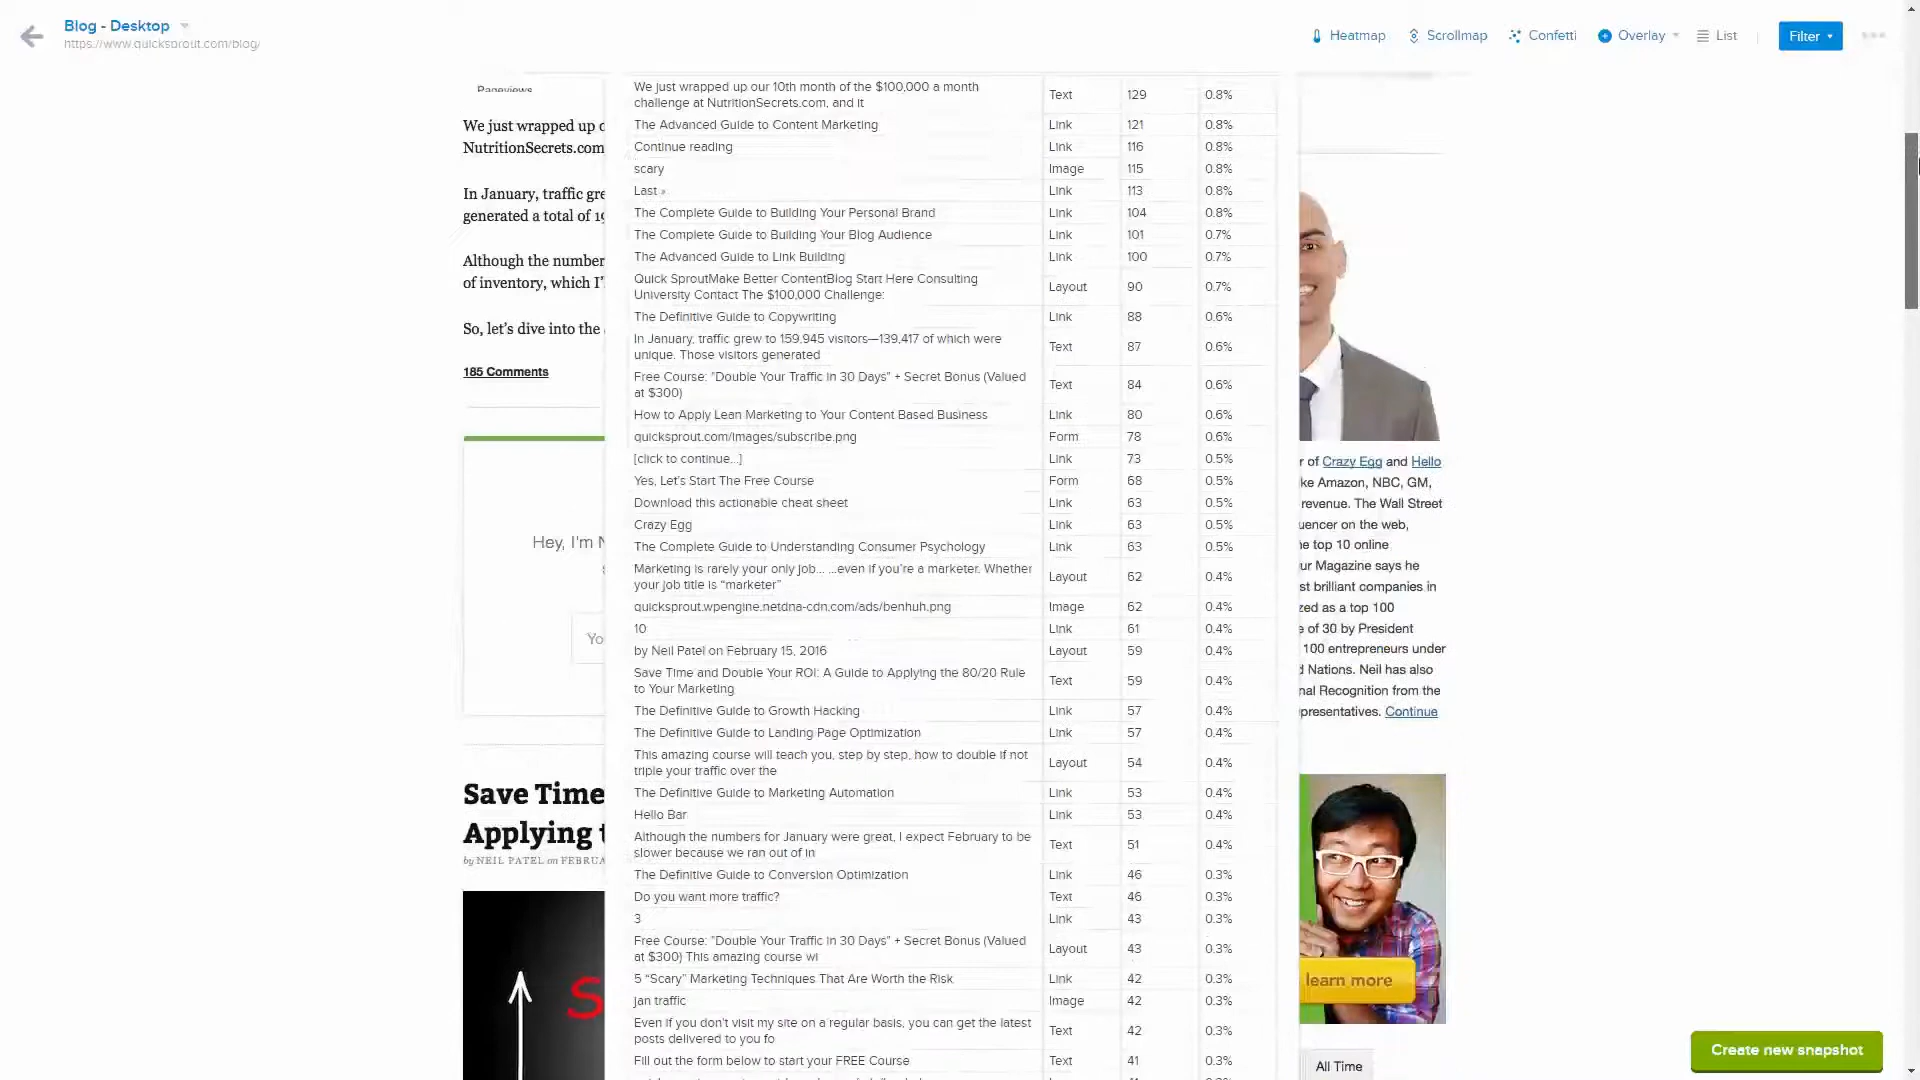 Blog - Desktop
https://www.quicksprout.com/blog/
Heatmap
Scrollmap
Confetti
Overlay
List
Filter
Pageviews
We just wrapped up
NutritionSecrets.com
In January, traffic gre
generated a total of 19
Although the number
of inventory, which I'
So, let's dive into the
185 Comments
Hey, I'm N
Yo
Save Time
Applying t
by NEIL PATEL on FEBRUA
S
We just wrapped up our 10th month of the $100,000 a month
challenge at NutritionSecrets.com, and it
Text 129 0.8%
The Advanced Guide to Content Marketing Link 121 0.8%
Continue reading Link 116 0.8%
scary Image 115 0.8%
Last » Link 113 0.8%
The Complete Guide to Building Your Personal Brand Link 104 0.8%
The Complete Guide to Building Your Blog Audience Link 101 0.7%
The Advanced Guide to Link Building Link 100 0.7%
Quick SproutMake Better ContentBlog Start Here Consulting
University Contact The $100,000 Challenge:
Layout 90 0.7%
The Definitive Guide to Copywriting Link 88 0.6%
In January, traffic grew to 159,945 visitors—139,417 of which were
unique. Those visitors generated
Text 87 0.6%
Free Course: "Double Your Traffic in 30 Days" + Secret Bonus (Valued
at $300)
Text 84 0.6%
How to Apply Lean Marketing to Your Content Based Business Link 80 0.6%
quicksprout.com/images/subscribe.png Form 78 0.6%
[click to continue...] Link 73 0.5%
Yes, Let's Start The Free Course Form 68 0.5%
Download this actionable cheat sheet Link 63 0.5%
Crazy Egg Link 63 0.5%
The Complete Guide to Understanding Consumer Psychology Link 63 0.5%
Marketing is rarely your only job... ...even if you're a marketer. Whether
your job title is “marketer”
Layout 62 0.4%
quicksprout.wpengine.netdna-cdn.com/ads/benhuh.png Image 62 0.4%
10 Link 61 0.4%
by Neil Patel on February 15, 2016 Layout 59 0.4%
Save Time and Double Your ROI: A Guide to Applying the 80/20 Rule
to Your Marketing
Text 59 0.4%
The Definitive Guide to Growth Hacking Link 57 0.4%
The Definitive Guide to Landing Page Optimization Link 57 0.4%
This amazing course will teach you, step by step, how to double if not
triple your traffic over the
Layout 54 0.4%
The Definitive Guide to Marketing Automation Link 53 0.4%
Hello Bar Link 53 0.4%
Although the numbers for January were great, I expect February to be
slower because we ran out of in
Text 51 0.4%
The Definitive Guide to Conversion Optimization Link 46 0.3%
Do you want more traffic? Text 46 0.3%
3 Link 43 0.3%
Free Course: "Double Your Traffic in 30 Days" + Secret Bonus (Valued
at $300) This amazing course wi
Layout 43 0.3%
5 “Scary” Marketing Techniques That Are Worth the Risk Link 42 0.3%
jan traffic Image 42 0.3%
Even if you don't visit my site on a regular basis, you can get the latest
posts delivered to you fo
Text 42 0.3%
Fill out the form below to start your FREE Course Text 41 0.3%
r of Crazy Egg and Hello
ke Amazon, NBC, GM,
revenue. The Wall Street
uencer on the web,
e top 10 online
ur Magazine says he
st brilliant companies in
zed as a top 100
e of 30 by President
100 entrepreneurs under
d Nations. Neil has also
nal Recognition from the
presentatives. Continue
learn more
All Time
Create new snapshot